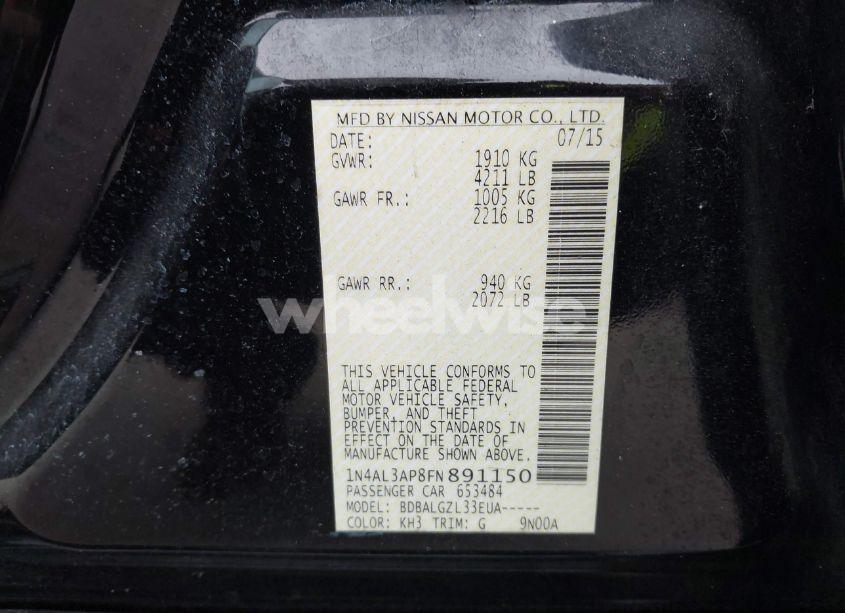 MFD BY NISSAN MOTOR CO., LTD.
DATE: 07/15
GVWR: 1910 KG
4211 LB
GAWR FR.: 1005 KG
2216 LB
GAWR RR.: 940 KG
2072 LB
wheelwise
THIS VEHICLE CONFORMS TO
ALL APPLICABLE FEDERAL
MOTOR VEHICLE SAFETY,
BUMPER, AND THEFT
PREVENTION STANDARDS IN
EFFECT ON THE DATE OF
MANUFACTURE SHOWN ABOVE.
1N4AL3AP8FN891150
PASSENGER CAR 653484
MODEL: BDBALGZL33EUA-----
COLOR: KH3 TRIM: G 9N00A